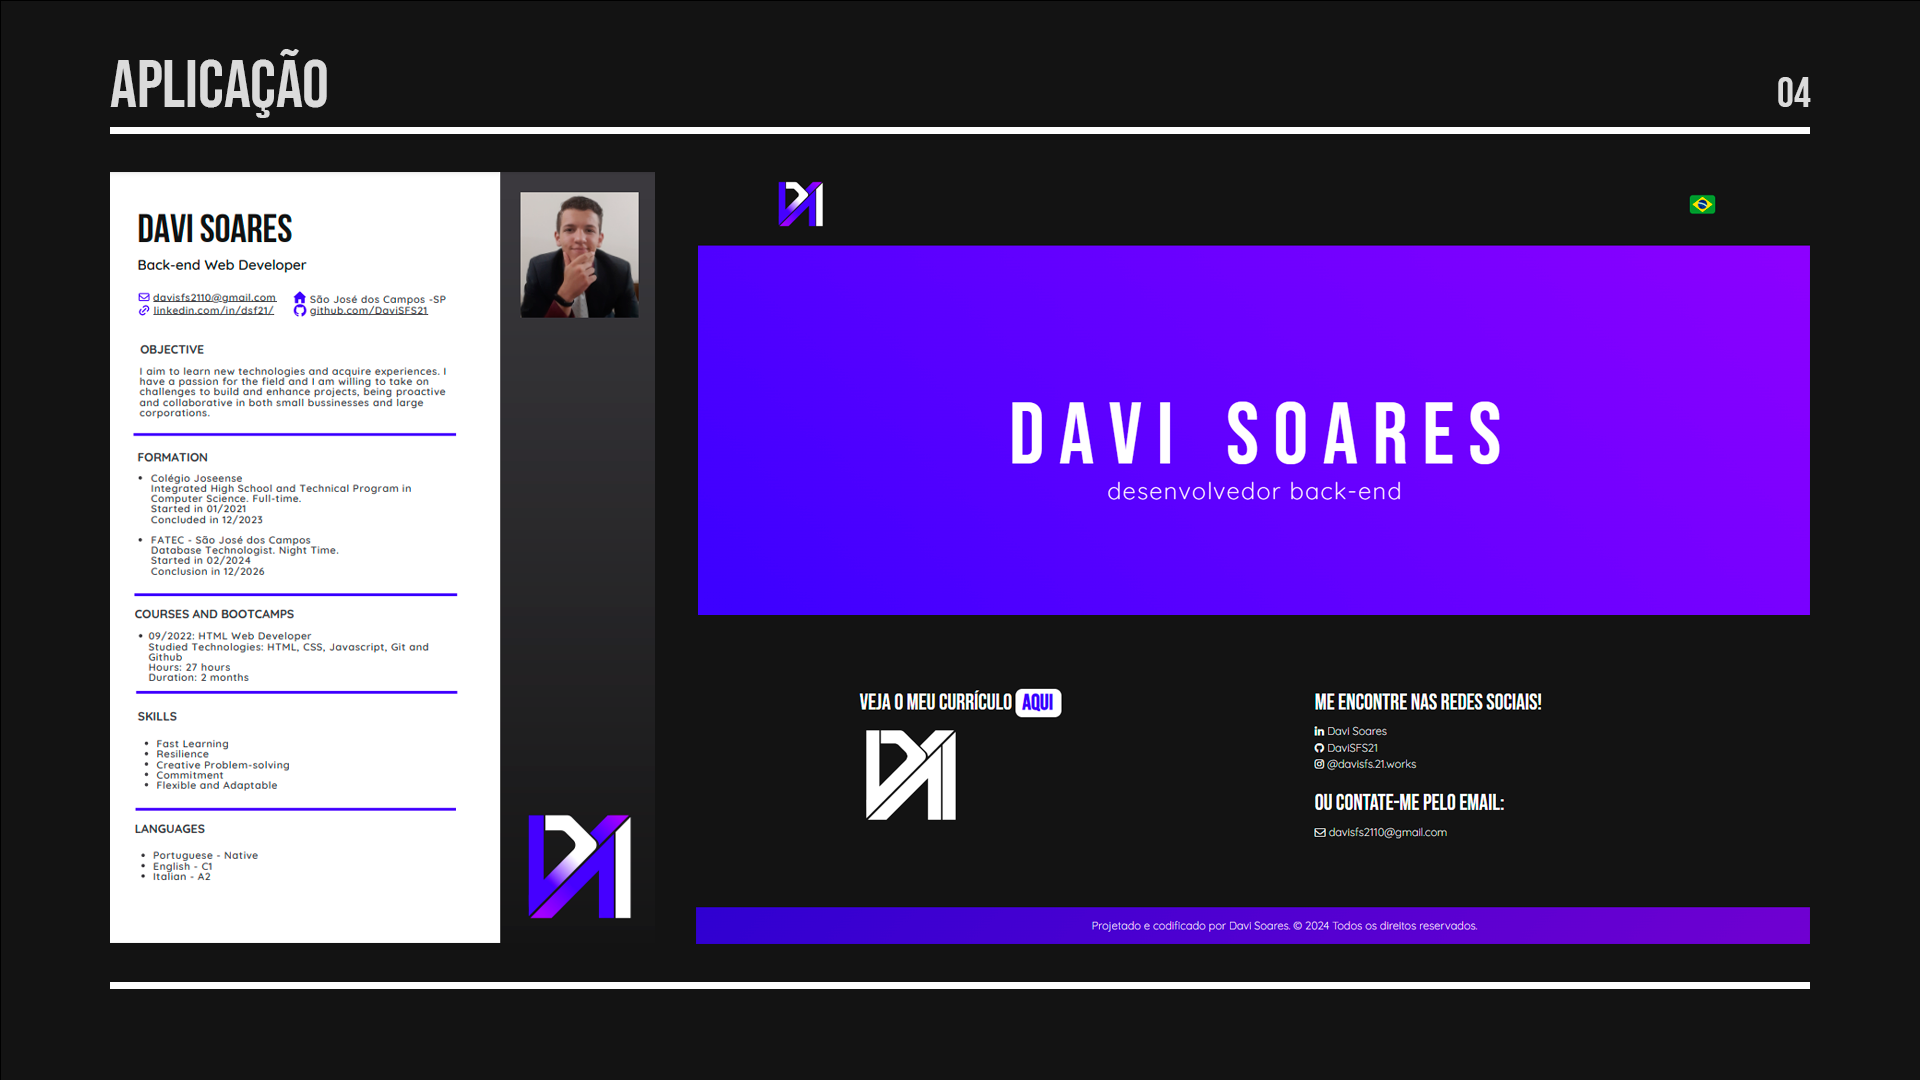 APLICAÇÃO
04
DAVI SOARES
Back-end Web Developer
davisfs2110@gmail.com
São José dos Campos -SP
linkedin.com/in/dsf21/
github.com/DaviSFS21
OBJECTIVE
I aim to learn new technologies and acquire experiences. I
have a passion for the field and I am willing to take on
challenges to build and enhance projects, being proactive
and collaborative in both small bussinesses and large
corporations.
FORMATION
• Colégio Joseense
Integrated High School and Technical Program in
Computer Science. Full-time.
Started in 01/2021
Concluded in 12/2023
• FATEC - São José dos Campos
Database Technologist. Night Time.
Started in 02/2024
Conclusion in 12/2026
COURSES AND BOOTCAMPS
• 09/2022: HTML Web Developer
Studied Technologies: HTML, CSS, Javascript, Git and
Github
Hours: 27 hours
Duration: 2 months
SKILLS
• Fast Learning
• Resilience
• Creative Problem-solving
• Commitment
• Flexible and Adaptable
LANGUAGES
• Portuguese - Native
• English - C1
• Italian - A2
DAVI SOARES
desenvolvedor back-end
VEJA O MEU CURRÍCULO AQUI
ME ENCONTRE NAS REDES SOCIAIS!
Davi Soares
DaviSFS21
@davisfs.21.works
OU CONTATE-ME PELO EMAIL:
davisfs2110@gmail.com
Projetado e codificado por Davi Soares. © 2024 Todos os direitos reservados.